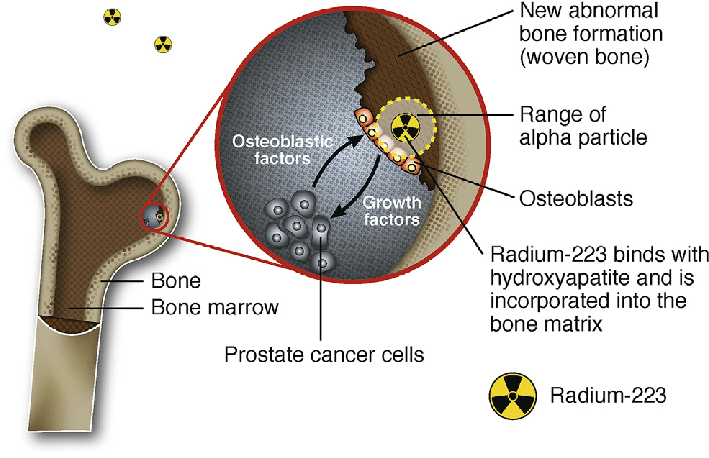 New abnormal
bone formation
(woven bone)
Range of
alpha particle
Osteoblastic
factors
Osteoblasts
Growth
factors
Radium-223 binds with
hydroxyapatite and is
incorporated into the
bone matrix
Bone
Bone marrow
Prostate cancer cells
Radium-223